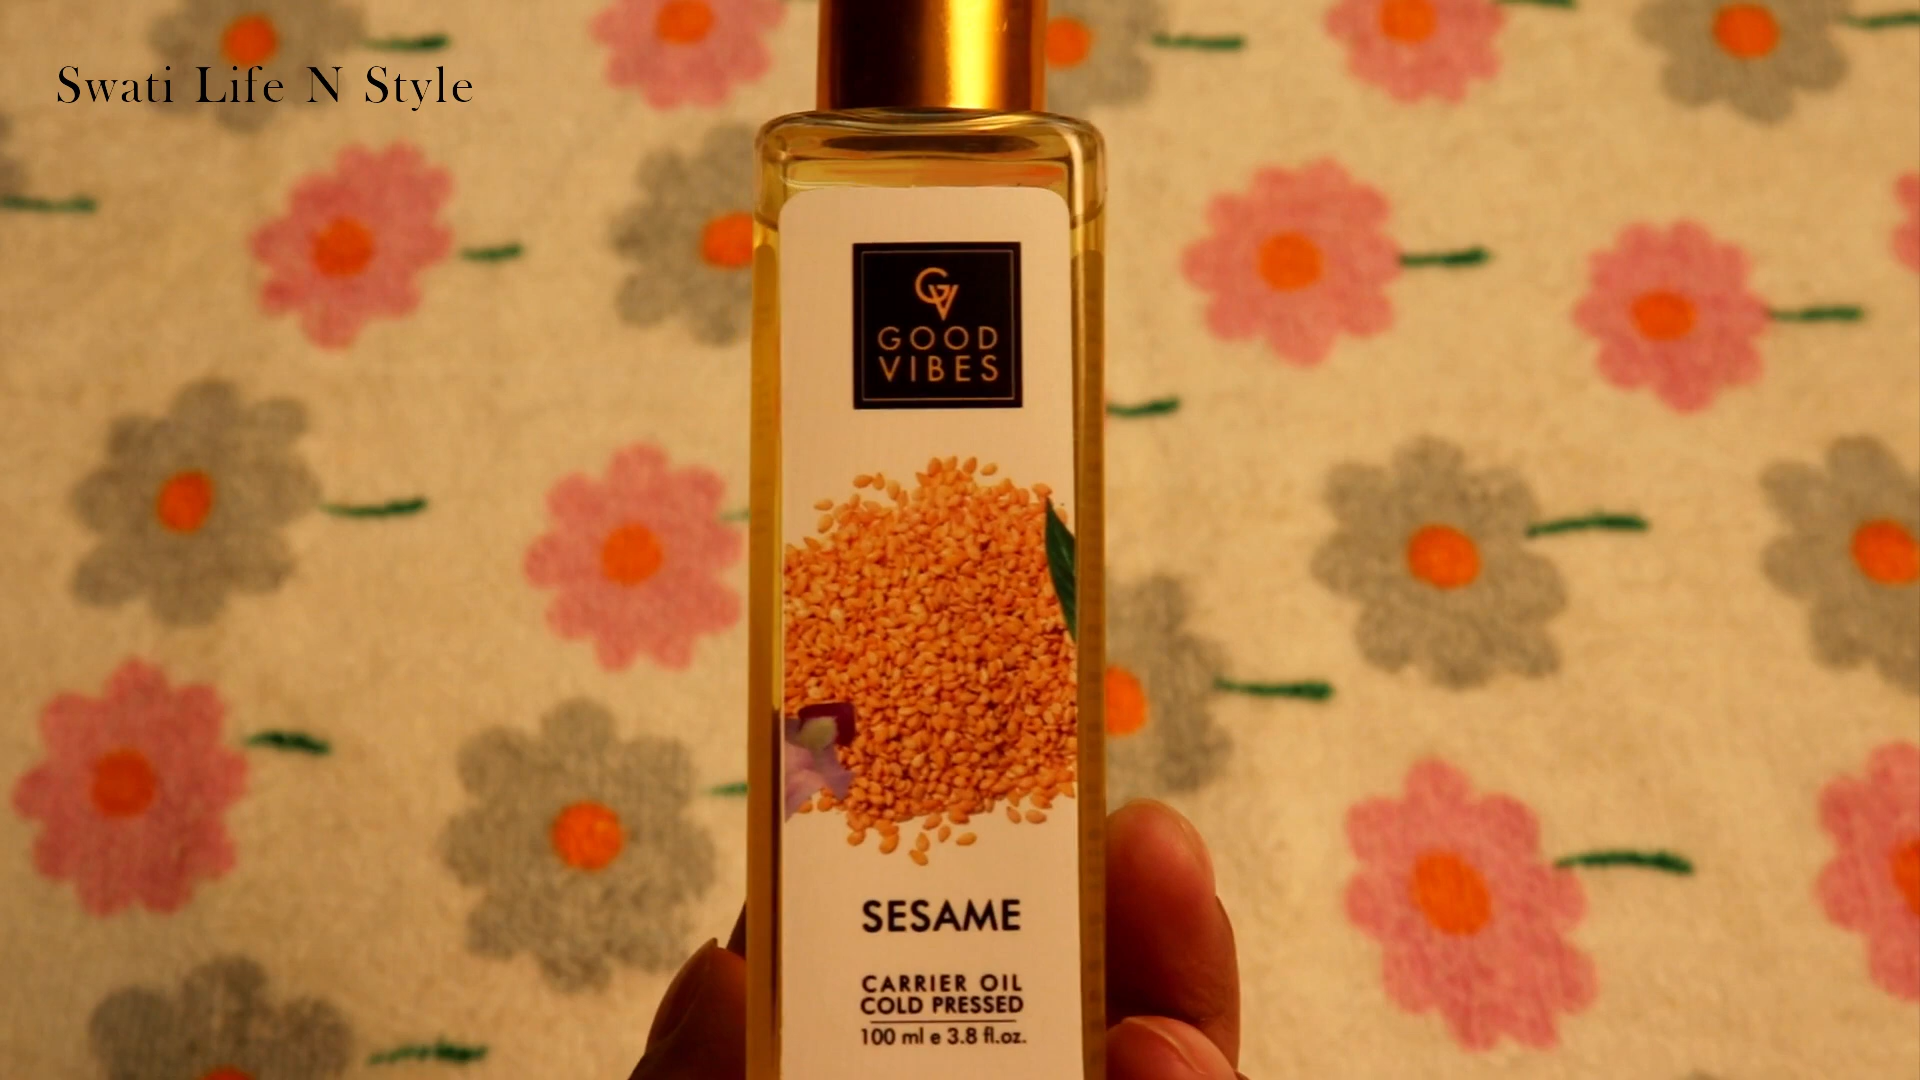 Swati Life N Style
GV
GOOD
VIBES
SESAME
CARRIER OIL
COLD PRESSED
100 ml e 3.8 fl.oz.